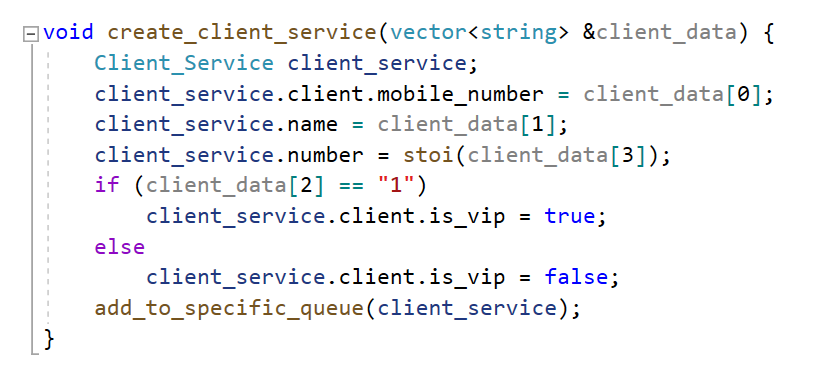 void create_client_service(vector<string> &client_data) {
    Client_Service client_service;
    client_service.client.mobile_number = client_data[0];
    client_service.name = client_data[1];
    client_service.number = stoi(client_data[3]);
    if (client_data[2] == "1")
        client_service.client.is_vip = true;
    else
        client_service.client.is_vip = false;
    add_to_specific_queue(client_service);
}